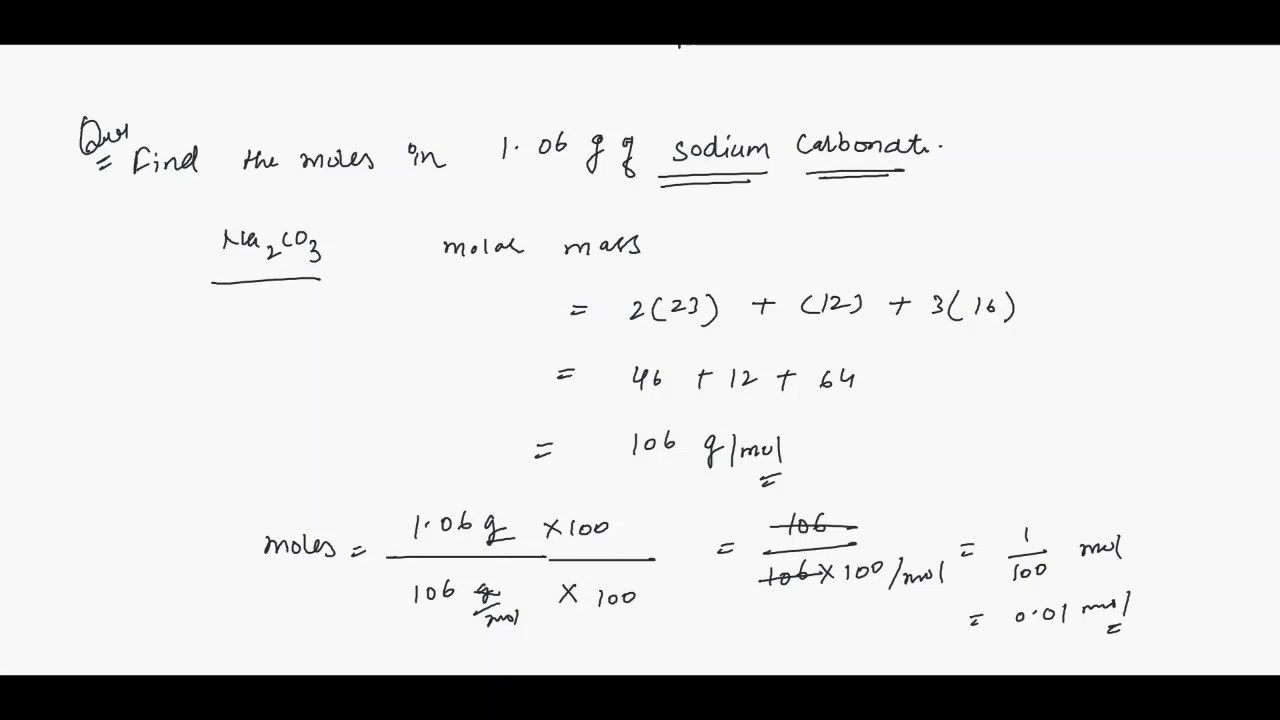 Ques Find the moles in 1.06 g of sodium carbonate.
Na2CO3 molar mass
= 2(23) + (12) + 3(16)
= 46 + 12 + 64
= 106 g/mol
moles = 1.06 g × 100 / 106 g/mol × 100 = 106 / 106 × 100 /mol = 1/100 mol
= 0.01 mol